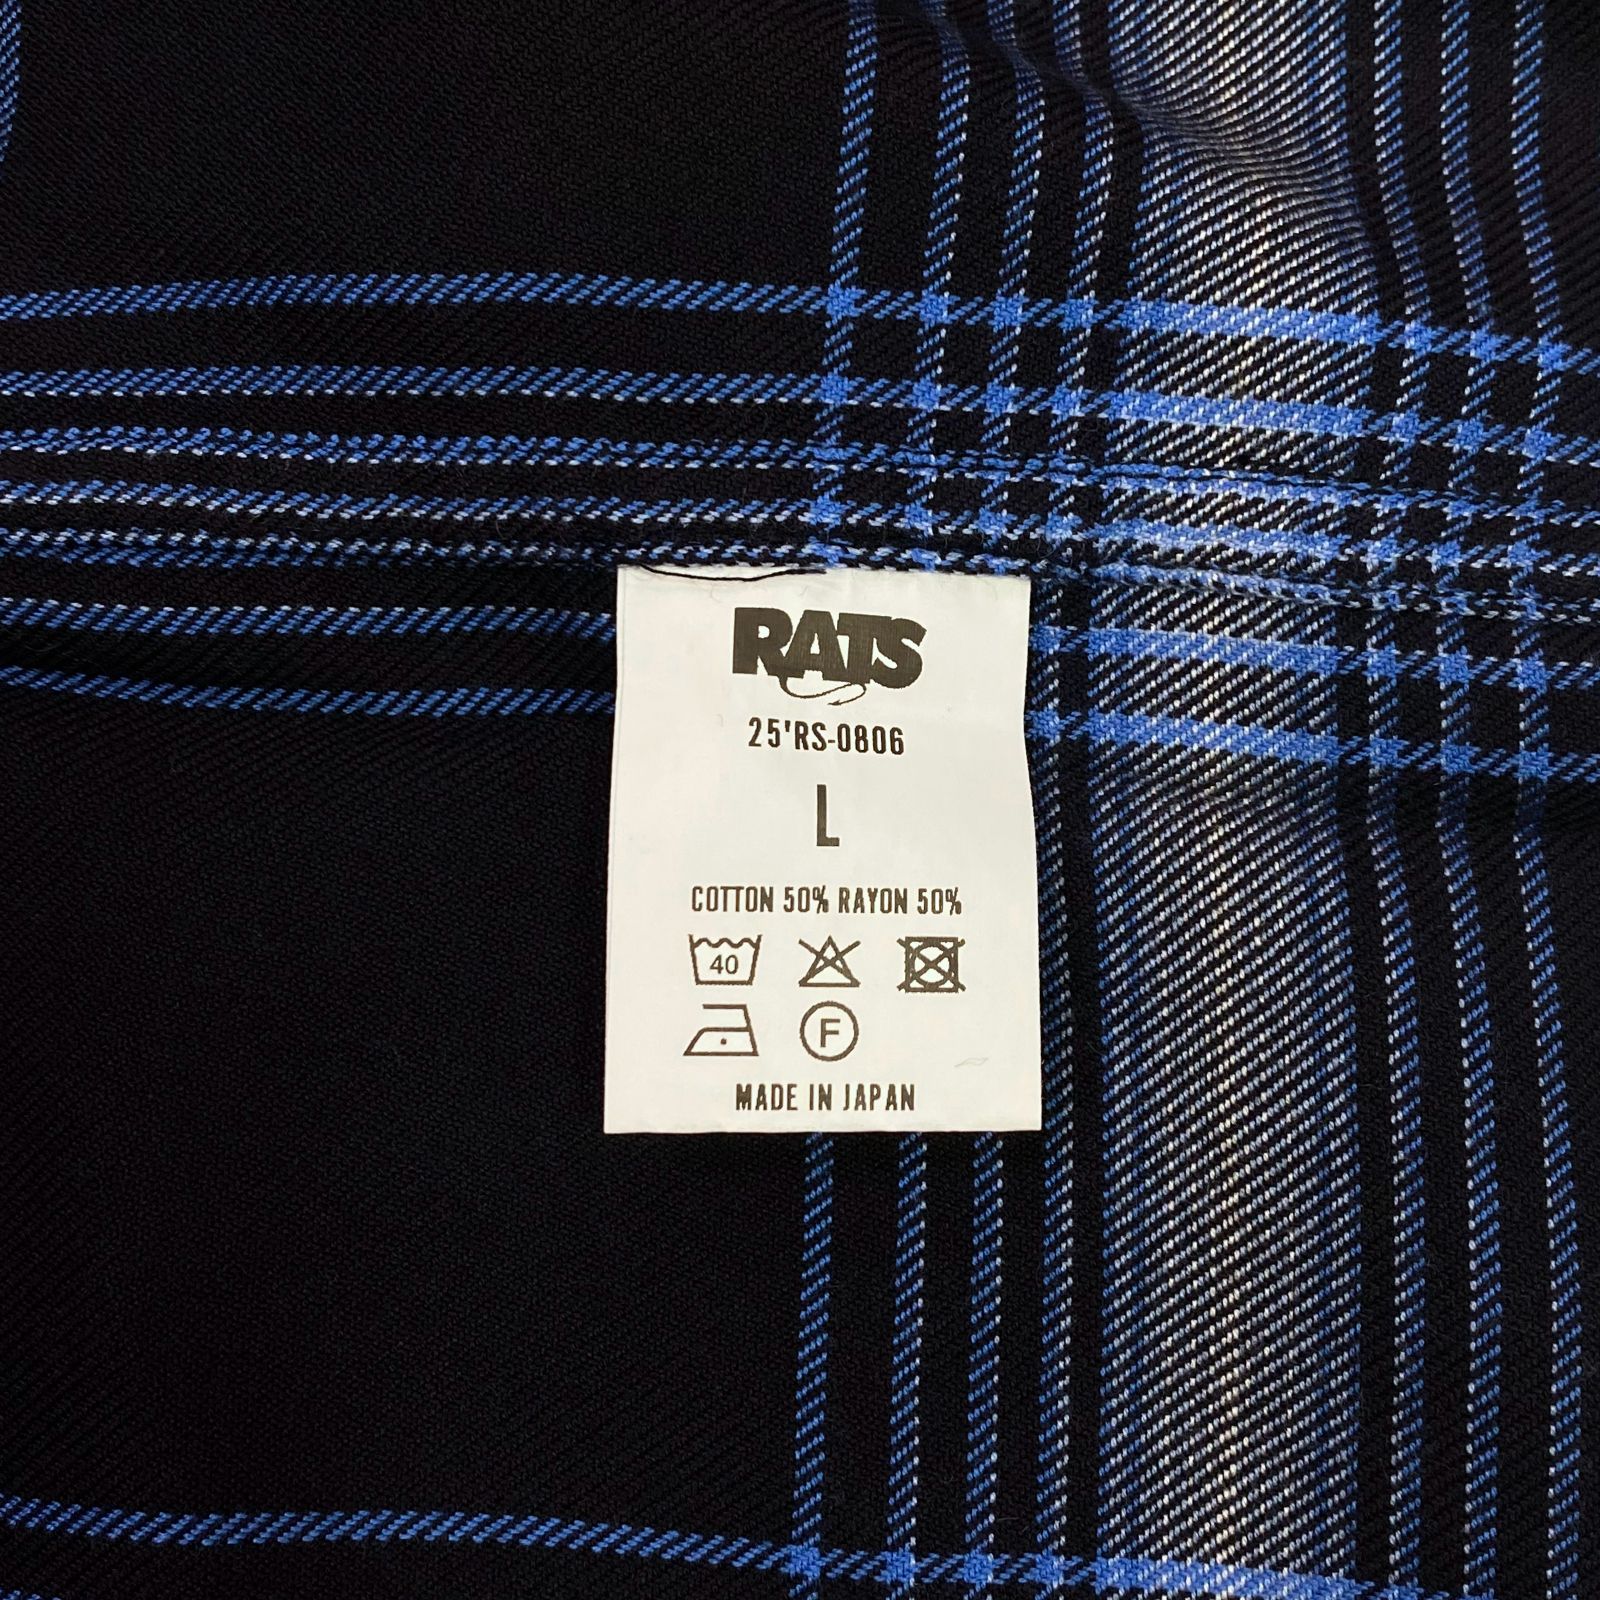 RATS
25'RS-0806
L
COTTON 50% RAYON 50%
40
F
MADE IN JAPAN